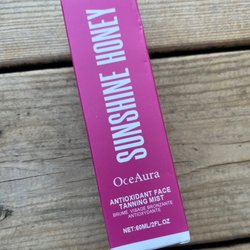 SUNSHINE HONEY
OceAura
ANTIOXIDANT FACE
TANNING MIST
BRUME VISAGE BRONZANTE
ANTIOXYDANTE
NET:60ML/2FL.OZ